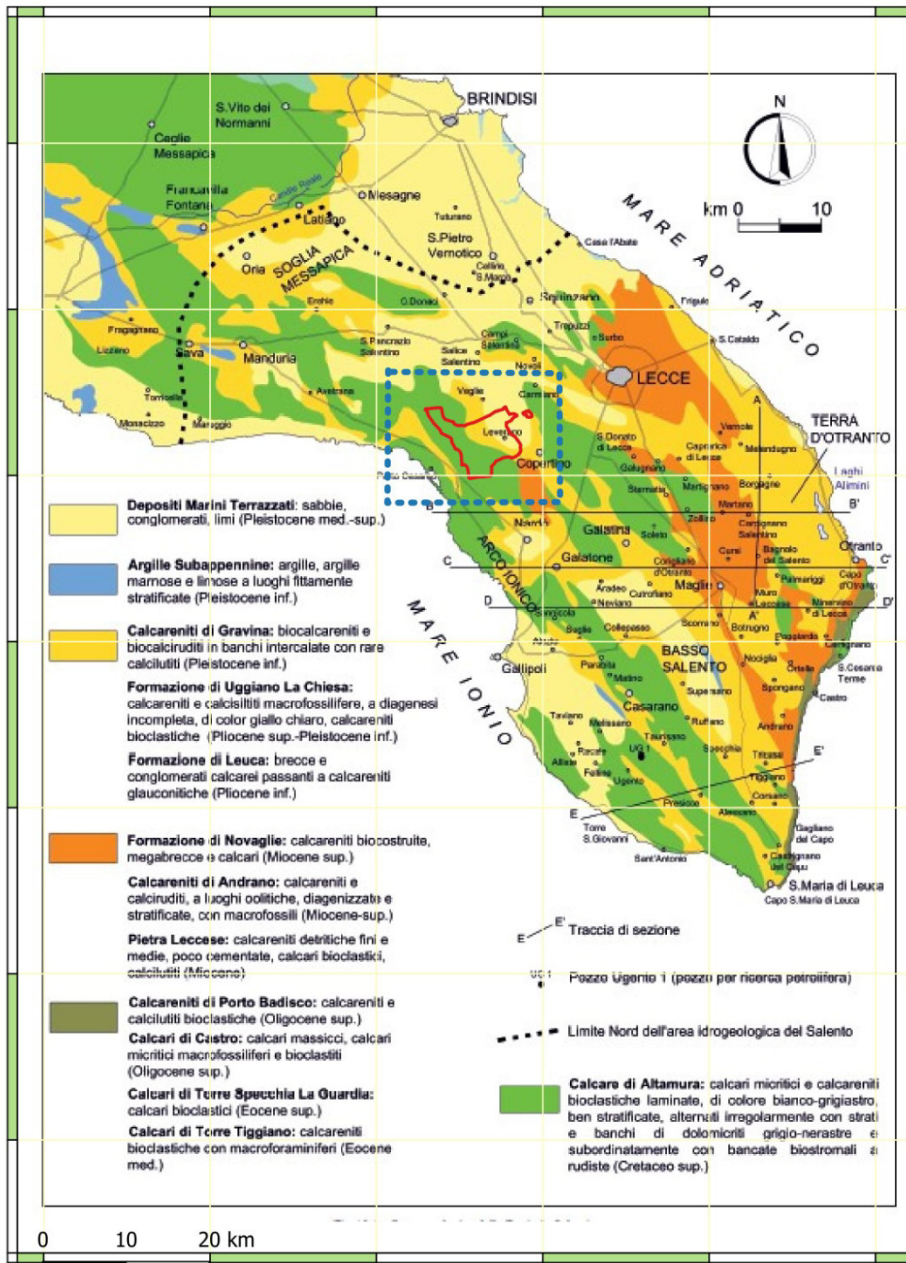 BRINDISI
S.Vito dei
Normanni
Ceglie
Messapica
N
Francavilla
Fontana
Canale Reale
Mesagne
km 0 10
Latiano
Tuturano
MARE ADRIATICO
S.Pietro
Vernotico
Casa l'Abate
Oria
SOGLIA
MESSAPICA
Cellino
S.Marco
Erchie
Squinzano
Frigole
Fragagnano
Trepuzzi
Lizzano
Sava
Manduria
S.Pancrazio
Salentino
Campi
Salentina
Surbo
S.Cataldo
Salice
Salentino
Novoli
LECCE
Torricella
Avetrana
Veglie
Carmiano
A
Monacizzo
Maruggio
Vernole
TERRA
D'OTRANTO
Leverano
S.Donato
di Lecce
Caprarica
di Lecce
Melendugno
Copertino
Galugnano
Laghi
Alimini
Martignano
Borgagne
Sternatia
B
Zollino
Martano
B'
Nardò
Galatina
Soleto
Carpignano
Salentino
Otranto
ARCO IONICO
Cursi
Bagnolo
del Salento
C
Galatone
Corigliano
d'Otranto
C'
Palmariggi
Capo
d'Otranto
Aradeo
Maglie
D
Neviano
Cutrofiano
Muro
Leccese
Minervino
di Lecce
D'
Scorrano
A'
Collepasso
Botrugno
Poggiardo
MARE IONIO
Gallipoli
Parabita
BASSO
SALENTO
Nociglia
Ortelle
S.Cesarea
Terme
Matino
Supersano
Spongano
Castro
Casarano
Taviano
Melissano
Ruffano
Andrano
Taurisano
Racale
UG 1
Specchia
Tricase
E'
Alliste
Felline
Ugento
Tiggiano
Presicce
Corsano
E
Alessano
Torre
S.Giovanni
Gagliano
del Capo
Sant'Antonio
S.Maria di Leuca
Capo S.Maria di Leuca
Depositi Marini Terrazzati: sabbie,
conglomerati, limi (Pleistocene med.-sup.)
Argille Subappennine: argille, argille
marnose e limose a luoghi fittamente
stratificate (Pleistocene inf.)
Calcareniti di Gravina: biocalcareniti e
biocalciruditi in banchi intercalate con rare
calcilutiti (Pleistocene inf.)
Formazione di Uggiano La Chiesa:
calcareniti e calcisiltiti macrofossilifere, a diagenesi
incompleta, di color giallo chiaro, calcareniti
bioclastiche (Pliocene sup.-Pleistocene inf.)
Formazione di Leuca: brecce e
conglomerati calcarei passanti a calcareniti
glauconitiche (Pliocene inf.)
Formazione di Novaglie: calcareniti biocostruite,
megabrecce e calcari (Miocene sup.)
Calcareniti di Andrano: calcareniti e
calciruditi, a luoghi oolitiche, diagenizzate e
stratificate, con macrofossili (Miocene-sup.)
Pietra Leccese: calcareniti detritiche fini e
medie, poco cementate, calcari bioclastici,
calcilutiti (Miocene)
Calcareniti di Porto Badisco: calcareniti e
calcilutiti bioclastiche (Oligocene sup.)
Calcari di Castro: calcari massicci, calcari
micritici macrofossiliferi e bioclastiti
(Oligocene sup.)
Calcari di Torre Specchia La Guardia:
calcari bioclastici (Eocene sup.)
Calcari di Torre Tiggiano: calcareniti
bioclastiche con macroforaminiferi (Eocene
med.)
E E' Traccia di sezione
UG 1 Pozzo Ugento 1 (pozzo per ricerca petrolifera)
Limite Nord dell'area idrogeologica del Salento
Calcare di Altamura: calcari micritici e calcareniti
bioclastiche laminate, di colore bianco-grigiastro,
ben stratificate, alternati irregolarmente con strati
e banchi di dolomicriti grigio-nerastre e
subordinatamente con bancate biostromali a
rudiste (Cretaceo sup.)
0 10 20 km